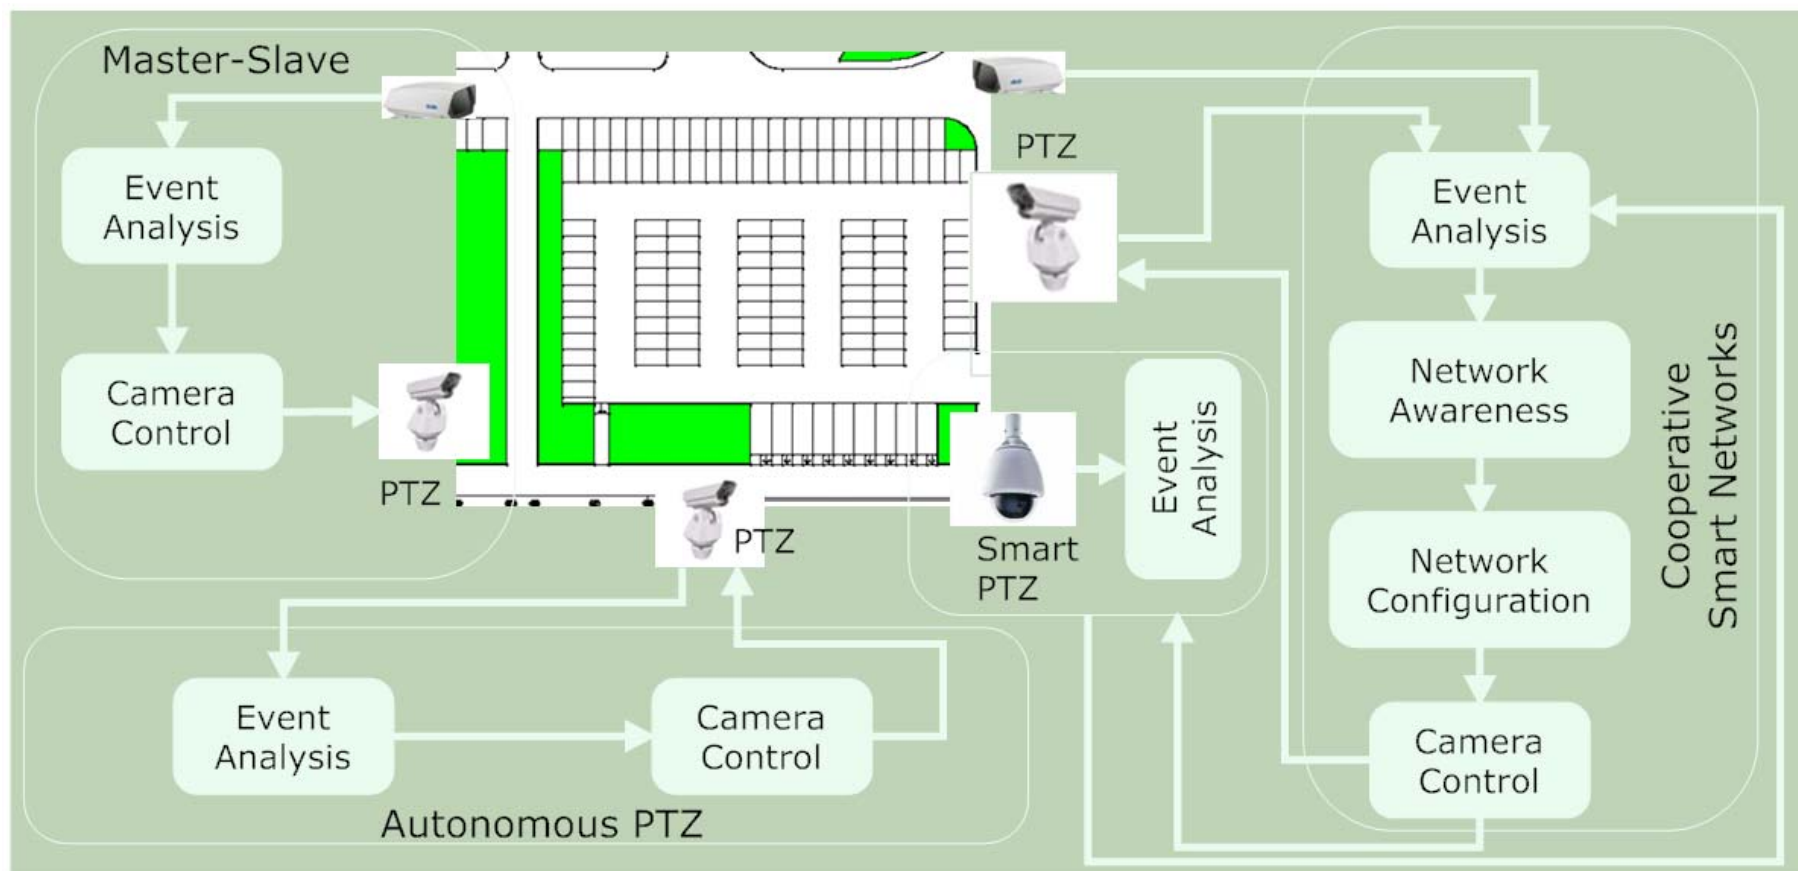 Master-Slave
Event
Analysis
Camera
Control
PTZ
PTZ
Event
Analysis
Camera
Control
Autonomous PTZ
PTZ
Smart
PTZ
Event
Analysis
Event
Analysis
Network
Awareness
Network
Configuration
Camera
Control
Cooperative
Smart Networks